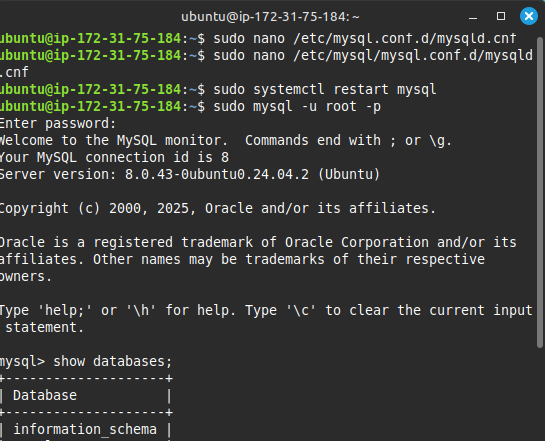 ubuntu@ip-172-31-75-184: ~
ubuntu@ip-172-31-75-184:~$ sudo nano /etc/mysql.conf.d/mysqld.cnf
ubuntu@ip-172-31-75-184:~$ sudo nano /etc/mysql/mysql.conf.d/mysqld
.cnf
ubuntu@ip-172-31-75-184:~$ sudo systemctl restart mysql
ubuntu@ip-172-31-75-184:~$ sudo mysql -u root -p
Enter password:
Welcome to the MySQL monitor.  Commands end with ; or \g.
Your MySQL connection id is 8
Server version: 8.0.43-0ubuntu0.24.04.2 (Ubuntu)
Copyright (c) 2000, 2025, Oracle and/or its affiliates.
Oracle is a registered trademark of Oracle Corporation and/or its
affiliates. Other names may be trademarks of their respective
owners.
Type 'help;' or '\h' for help. Type '\c' to clear the current input
 statement.
mysql> show databases;
+--------------------+
| Database           |
+--------------------+
| information_schema |